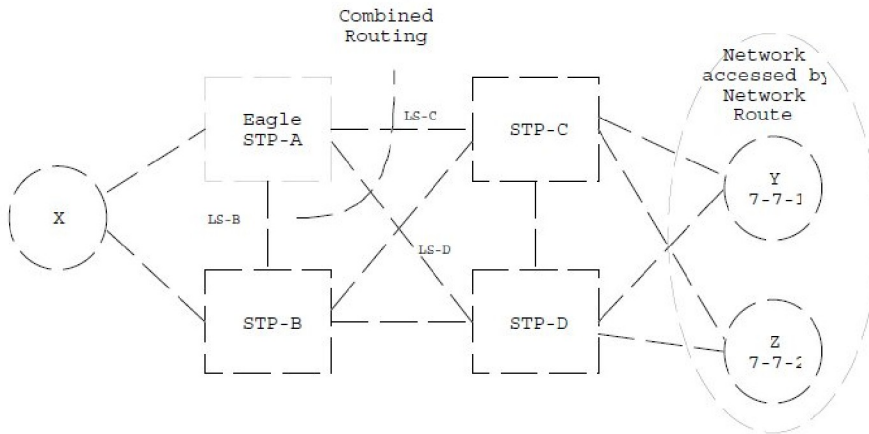 Combined
Routing
Network
accessed by
Network
Route
Eagle
STP-A
LS-C
STP-C
Y
7-7-1
X
LS-B
LS-D
STP-B
STP-D
Z
7-7-2